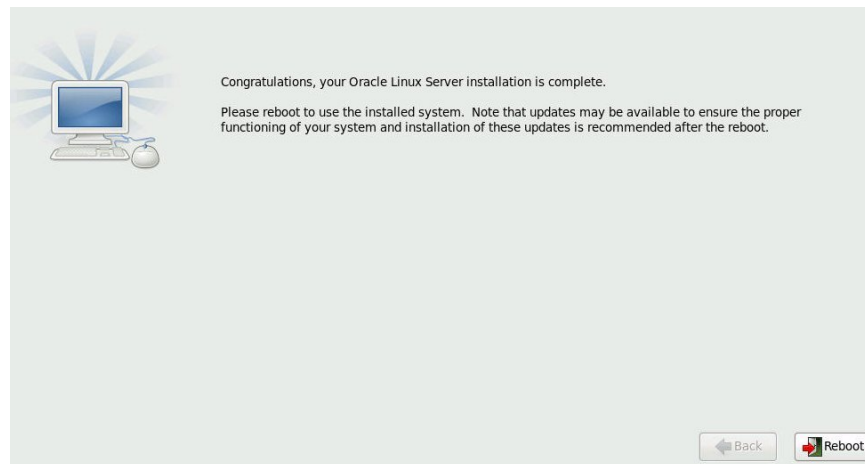 Congratulations, your Oracle Linux Server installation is complete.
Please reboot to use the installed system.  Note that updates may be available to ensure the proper
functioning of your system and installation of these updates is recommended after the reboot.
Back
Reboot